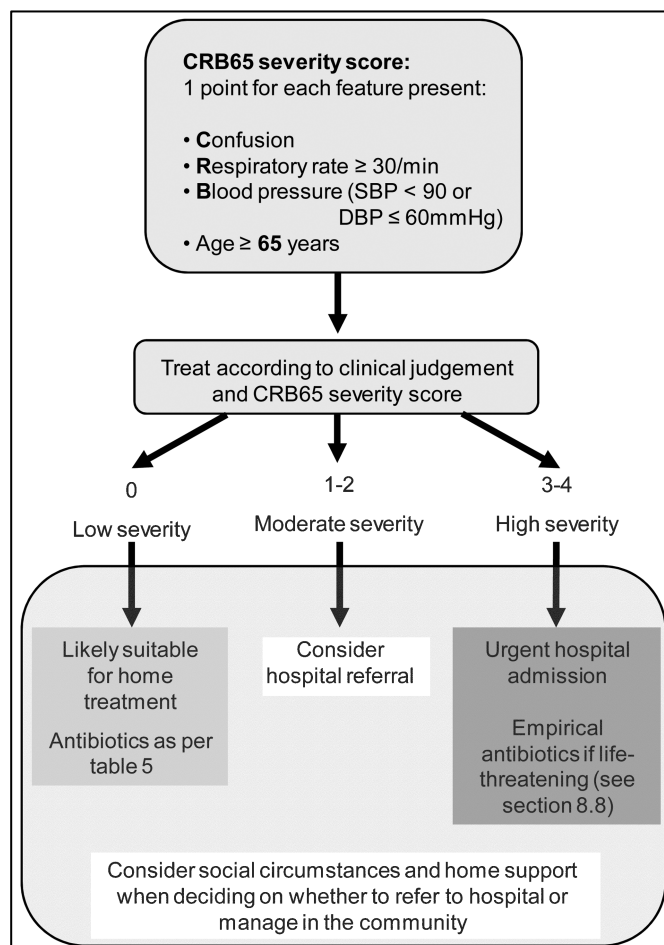 CRB65 severity score:
1 point for each feature present:
• Confusion
• Respiratory rate ≥ 30/min
• Blood pressure (SBP < 90 or
DBP ≤ 60mmHg)
• Age ≥ 65 years
Treat according to clinical judgement
and CRB65 severity score
0
Low severity
1-2
Moderate severity
3-4
High severity
Likely suitable
for home
treatment
Antibiotics as per
table 5
Consider
hospital referral
Urgent hospital
admission
Empirical
antibiotics if life-
threatening (see
section 8.8)
Consider social circumstances and home support
when deciding on whether to refer to hospital or
manage in the community